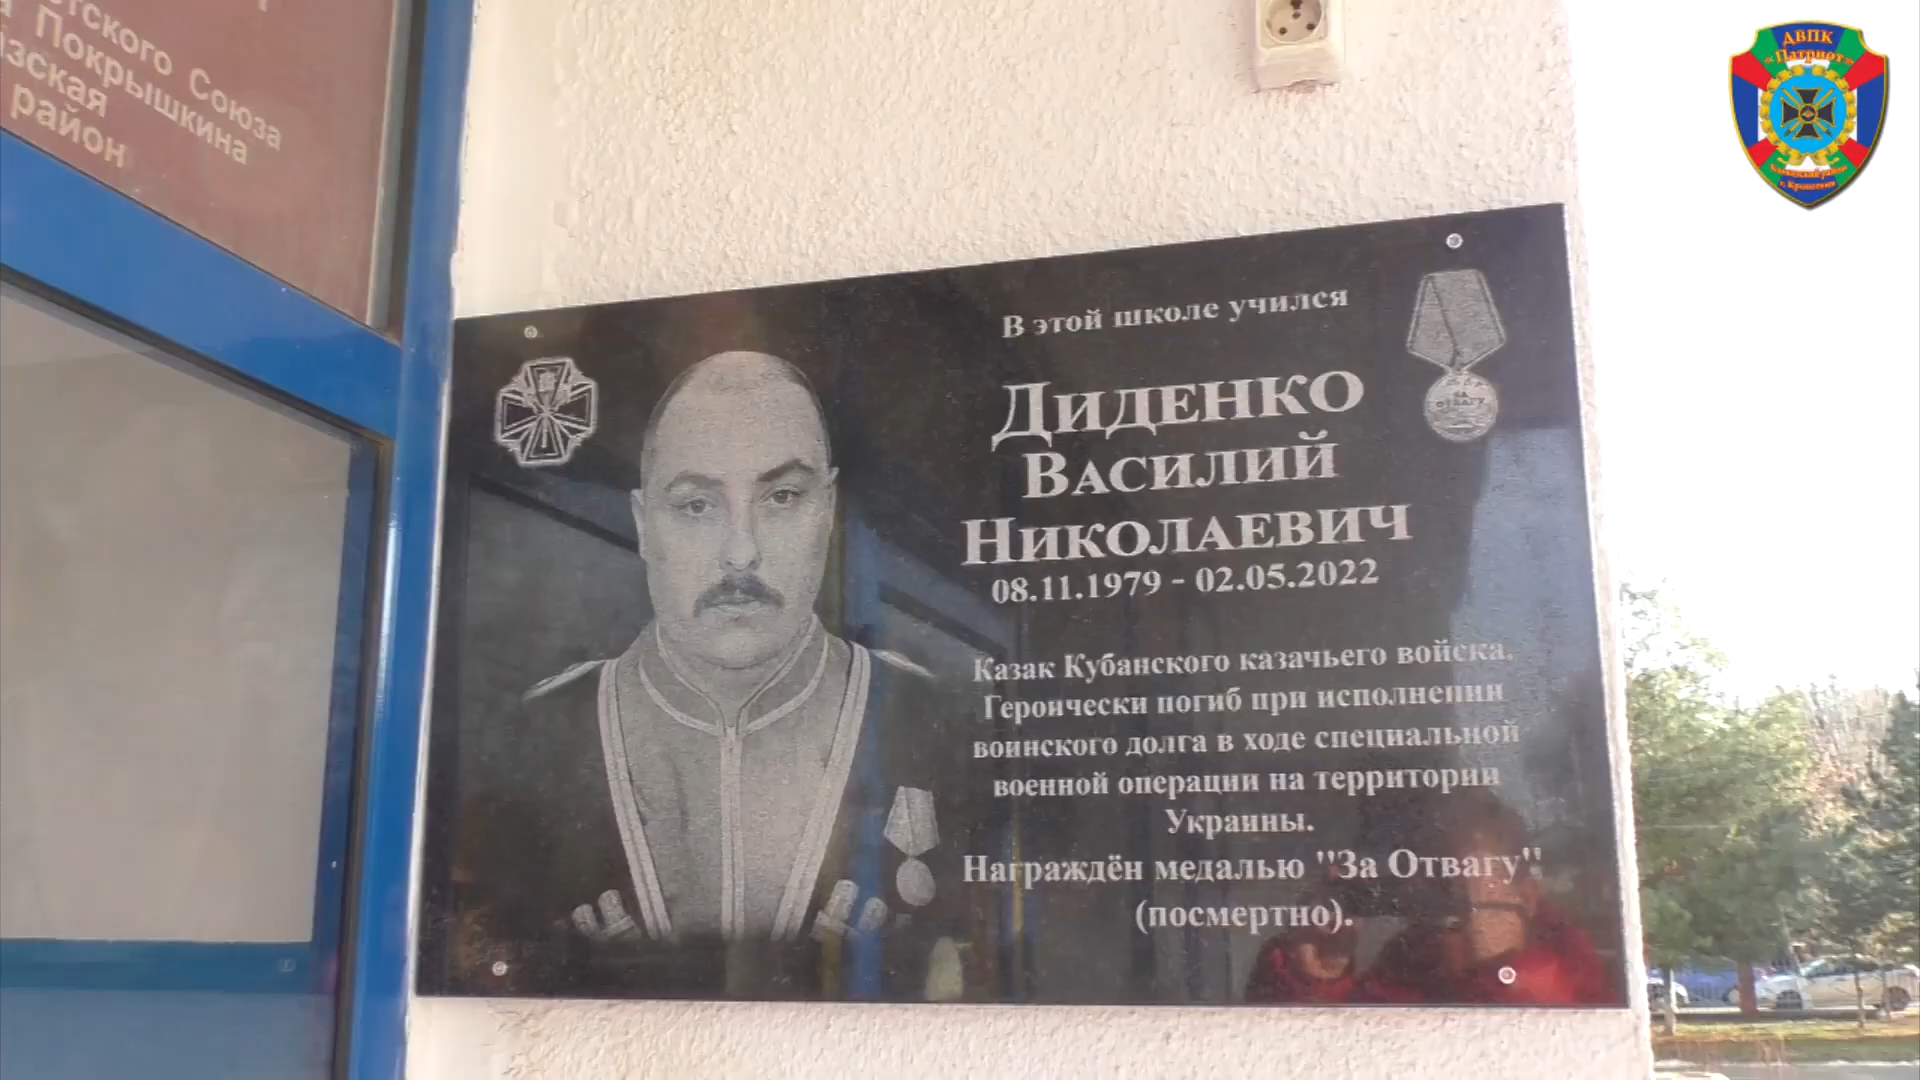 тского Союза
Покрышкина
зская
район
ДВПК
"Патриот"
В этой школе учился
ДИДЕНКО
ВАСИЛИЙ
НИКОЛАЕВИЧ
08.11.1979 - 02.05.2022
Казак Кубанского казачьего войска.
Героически погиб при исполнении
воинского долга в ходе специальной
военной операции на территории
Украины.
Награждён медалью "За Отвагу"
(посмертно).
ЗА
ОТВАГУ